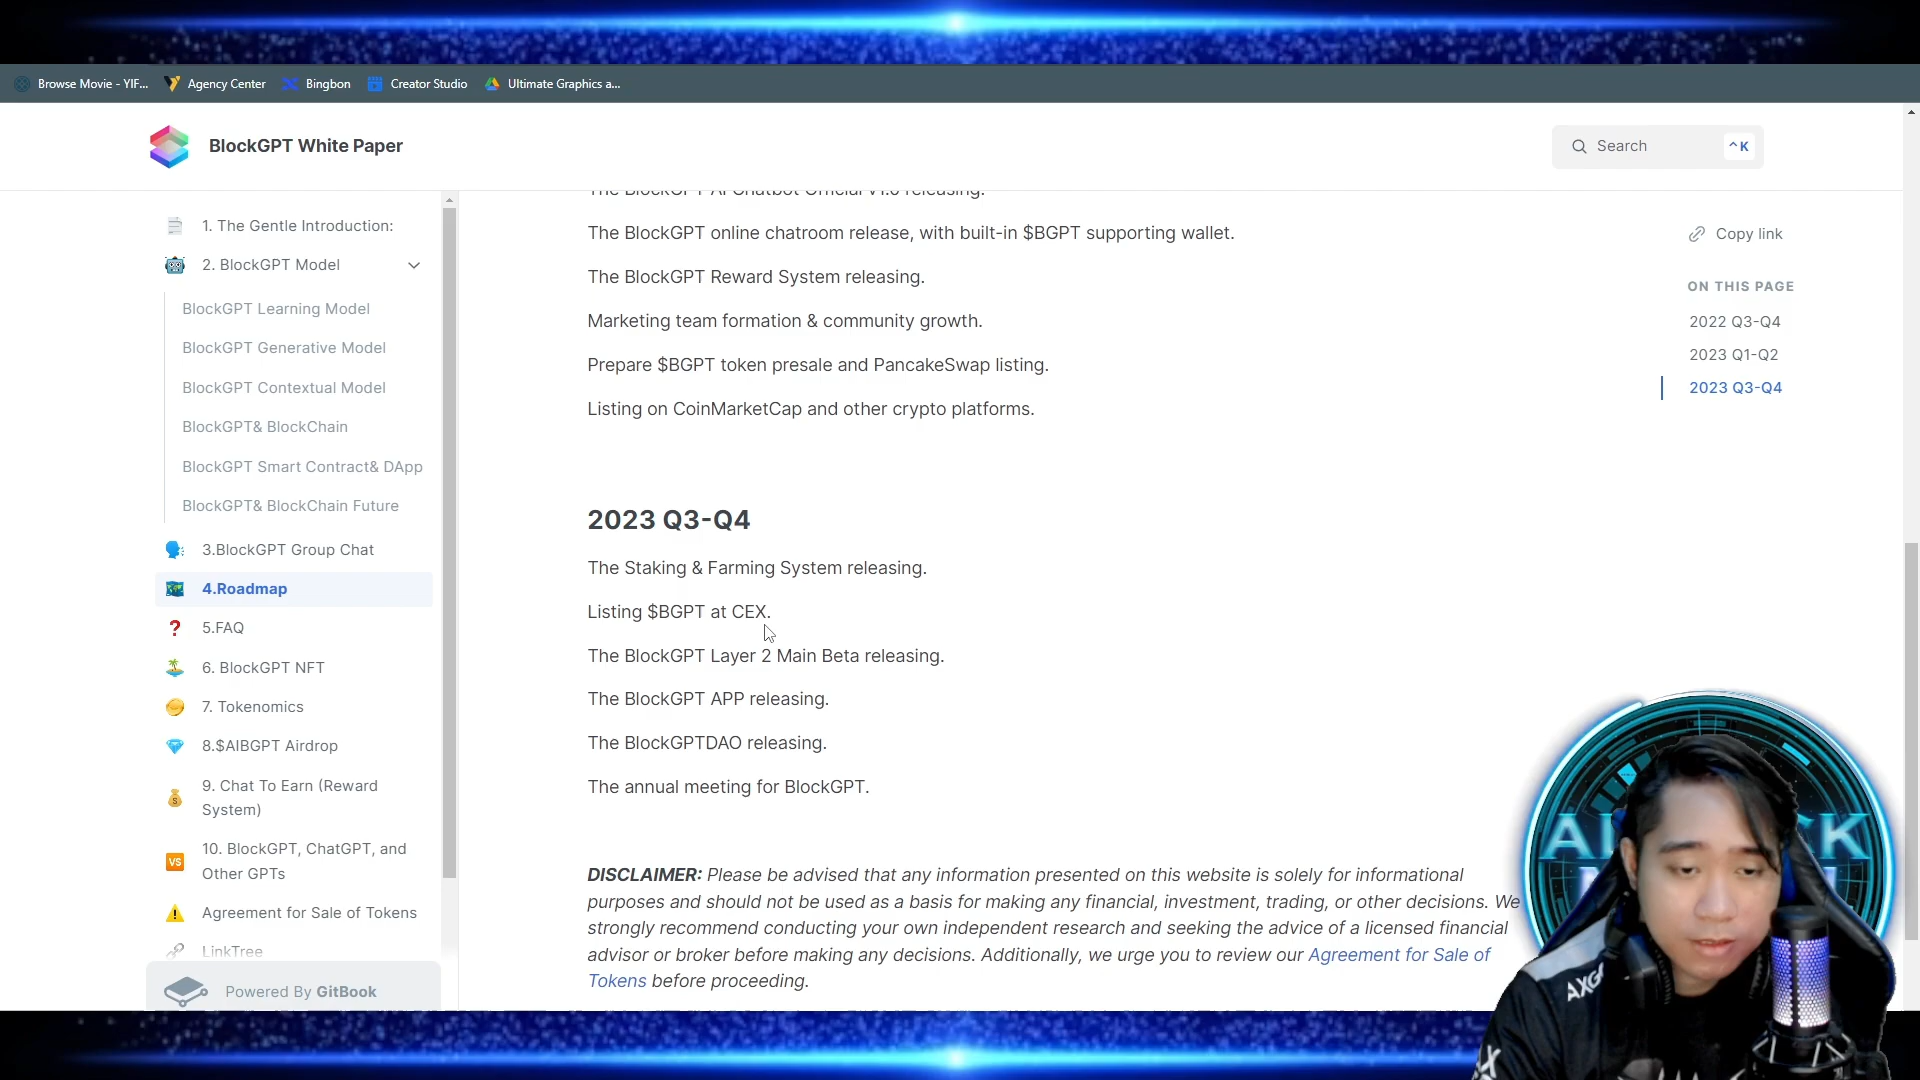 Browse Movie - YIF...
Agency Center
Bingbon
Creator Studio
Ultimate Graphics a...
BlockGPT White Paper
Search
^K
1. The Gentle Introduction:
2. BlockGPT Model
BlockGPT Learning Model
BlockGPT Generative Model
BlockGPT Contextual Model
BlockGPT& BlockChain
BlockGPT Smart Contract& DApp
BlockGPT& BlockChain Future
3.BlockGPT Group Chat
4.Roadmap
5.FAQ
6. BlockGPT NFT
7. Tokenomics
8.$AIBGPT Airdrop
9. Chat To Earn (Reward
System)
VS
10. BlockGPT, ChatGPT, and
Other GPTs
Agreement for Sale of Tokens
LinkTree
Powered By GitBook
The BlockGPT AI Chatbot Official V1.0 releasing.
The BlockGPT online chatroom release, with built-in $BGPT supporting wallet.
The BlockGPT Reward System releasing.
Marketing team formation & community growth.
Prepare $BGPT token presale and PancakeSwap listing.
Listing on CoinMarketCap and other crypto platforms.
2023 Q3-Q4
The Staking & Farming System releasing.
Listing $BGPT at CEX.
The BlockGPT Layer 2 Main Beta releasing.
The BlockGPT APP releasing.
The BlockGPTDAO releasing.
The annual meeting for BlockGPT.
DISCLAIMER: Please be advised that any information presented on this website is solely for informational
purposes and should not be used as a basis for making any financial, investment, trading, or other decisions. We
strongly recommend conducting your own independent research and seeking the advice of a licensed financial
advisor or broker before making any decisions. Additionally, we urge you to review our Agreement for Sale of
Tokens before proceeding.
Copy link
ON THIS PAGE
2022 Q3-Q4
2023 Q1-Q2
2023 Q3-Q4